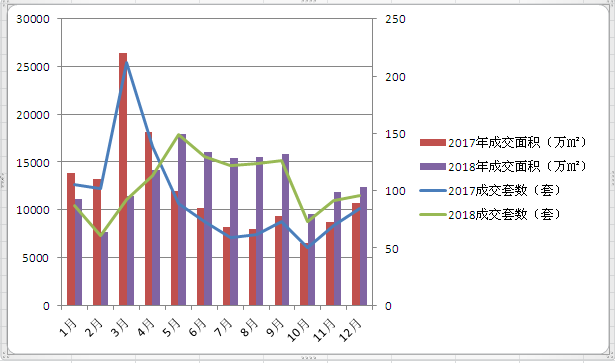 30000
25000
20000
15000
10000
5000
0
250
200
150
100
50
0
1月
2月
3月
4月
5月
6月
7月
8月
9月
10月
11月
12月
2017年成交面积（万㎡）
2018年成交面积（万㎡）
2017成交套数（套）
2018成交套数（套）